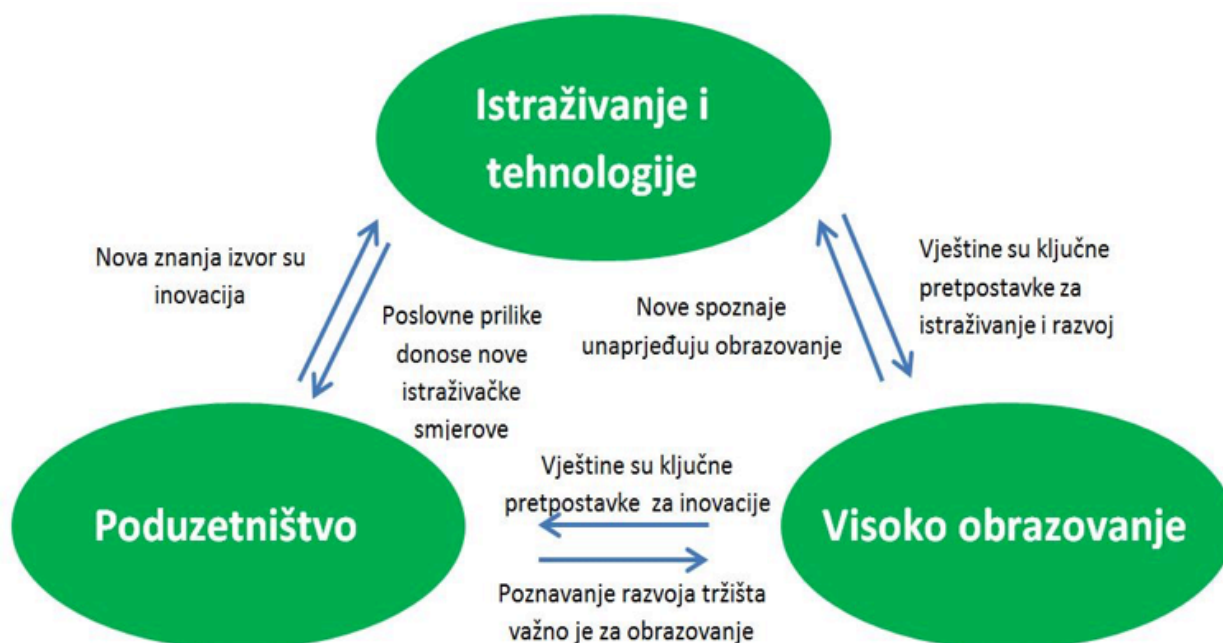 Istraživanje i
tehnologije
Nova znanja izvor su
inovacija
Poslovne prilike
donose nove
istraživačke
smjerove
Nove spoznaje
unaprjeđuju obrazovanje
Vještine su ključne
pretpostavke za
istraživanje i razvoj
Poduzetništvo
Vještine su ključne
pretpostavke za inovacije
Poznavanje razvoja tržišta
važno je za obrazovanje
Visoko obrazovanje